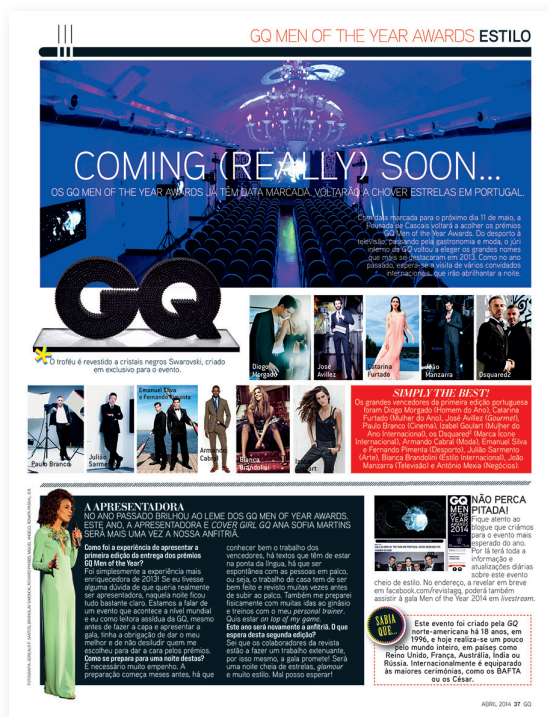 GQ MEN OF THE YEAR AWARDS ESTILO
COMING (REALLY) SOON...
OS GQ MEN OF THE YEAR AWARDS JÁ TÊM DATA MARCADA. VOLTARÃO A CHOVER ESTRELAS EM PORTUGAL.
Com data marcada para o próximo dia 11 de maio, a
Pousada de Cascais voltará a acolher os prémios
GQ Men of the Year Awards. Do desporto à
televisão, passando pela gastronomia e moda, o júri
interno da GQ voltou a eleger os grandes nomes
que mais se destacaram em 2013. Como no ano
passado, espera-se a visita de vários convidados
internacionais, que irão abrilhantar a noite.
GQ
O troféu é revestido a cristais negros Swarovski, criado
em exclusivo para o evento.
Diogo
Morgado
José
Avillez
Catarina
Furtado
João
Manzarra
Dsquared2
Paulo Branco
Julião
Sarmento
Emanuel Silva
e Fernando Pimenta
Armando
Cabral
Bianca
Brandolini
Izabel
Goulart
SIMPLY THE BEST!
Os grandes vencedores da primeira edição portuguesa
foram Diogo Morgado (Homem do Ano), Catarina
Furtado (Mulher do Ano), José Avillez (Gourmet),
Paulo Branco (Cinema), Izabel Goulart (Mulher do
Ano Internacional), os Dsquared² (Marca Ícone
Internacional), Armando Cabral (Moda), Emanuel Silva
e Fernando Pimenta (Desporto), Julião Sarmento
(Arte), Bianca Brandolini (Estilo Internacional), João
Manzarra (Televisão) e António Mexia (Negócios).
A APRESENTADORA
NO ANO PASSADO BRILHOU AO LEME DOS GQ MEN OF THE YEAR AWARDS.
ESTE ANO, A APRESENTADORA E COVER GIRL GQ ANA SOFIA MARTINS
SERÁ MAIS UMA VEZ A NOSSA ANFITRIÃ.
Como foi a experiência de apresentar a
primeira edição da entrega dos prémios
GQ Men of the Year?
Foi simplesmente a experiência mais
enriquecedora de 2013! Se eu tivesse
alguma dúvida de que queria realmente
ser apresentadora, naquela noite ficou
tudo bastante claro. Estamos a falar de
um evento que acontece a nível mundial
e eu como leitora assídua da GQ, mesmo
antes de fazer a capa e apresentar a
gala, tinha a obrigação de dar o meu
melhor e de não desiludir quem me
escolheu para dar a cara pelos prémios.
Como se prepara para uma noite destas?
É necessário muito empenho. A
preparação começa meses antes, há que
conhecer bem o trabalho dos
vencedores, há textos que têm de estar
na ponta da língua, há que ser
espontânea com as pessoas em palco,
ou seja, o trabalho de casa tem de ser
bem feito e revisto muitas vezes antes
de subir ao palco. Também me preparei
fisicamente com muitas idas ao ginásio
e treinos com o meu personal trainer.
Quis estar on top of my game.
Este ano será novamente a anfitriã. O que
espera desta segunda edição?
Sei que os colaboradores da revista
estão a fazer um trabalho extenuante,
por isso mesmo, a gala promete! Será
uma noite cheia de estrelas, glamour
e muito estilo. Mal posso esperar!
GQ
MEN
OF THE
YEAR
2014
NÃO PERCA
PITADA!
Fique atento ao
blogue que criámos
para o evento mais
esperado do ano.
Por lá terá toda a
informação e
atualizações diárias
sobre este evento
cheio de estilo. No endereço, a revelar em breve
em facebook.com/revistagq, poderá também
assistir à gala Men of the Year 2014 em livestream.
SABIA
QUE...
Este evento foi criado pela GQ
norte-americana há 18 anos, em
1996, e hoje realiza-se um pouco
pelo mundo inteiro, em países como
Reino Unido, França, Austrália, Índia ou
Rússia. Internacionalmente é equiparado
às maiores cerimónias, como os BAFTA
ou os César.
ABRIL 2014 37 GQ